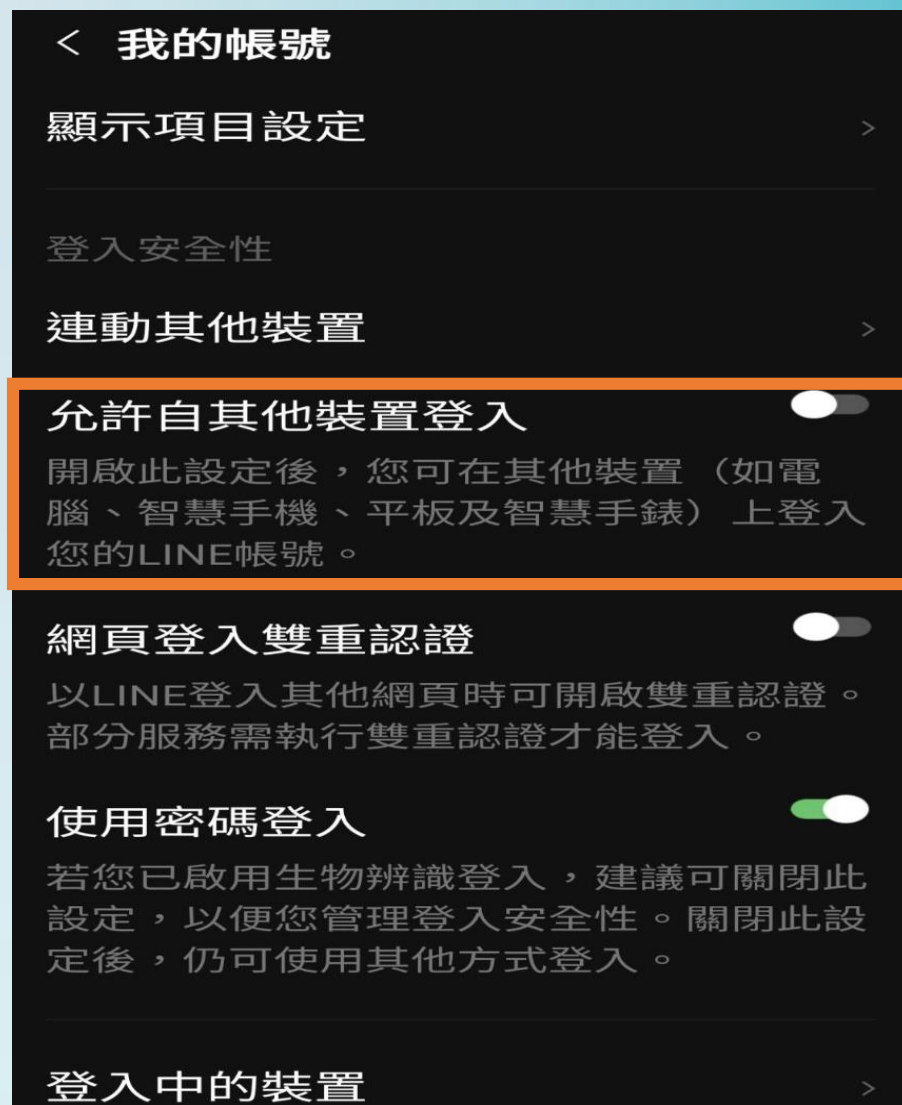 < 我的帳號
顯示項目設定 >
登入安全性
連動其他裝置 >
允許自其他裝置登入
開啟此設定後，您可在其他裝置（如電
腦、智慧手機、平板及智慧手錶）上登入
您的LINE帳號。
網頁登入雙重認證
以LINE登入其他網頁時可開啟雙重認證。
部分服務需執行雙重認證才能登入。
使用密碼登入
若您已啟用生物辨識登入，建議可關閉此
設定，以便您管理登入安全性。關閉此設
定後，仍可使用其他方式登入。
登入中的裝置 >